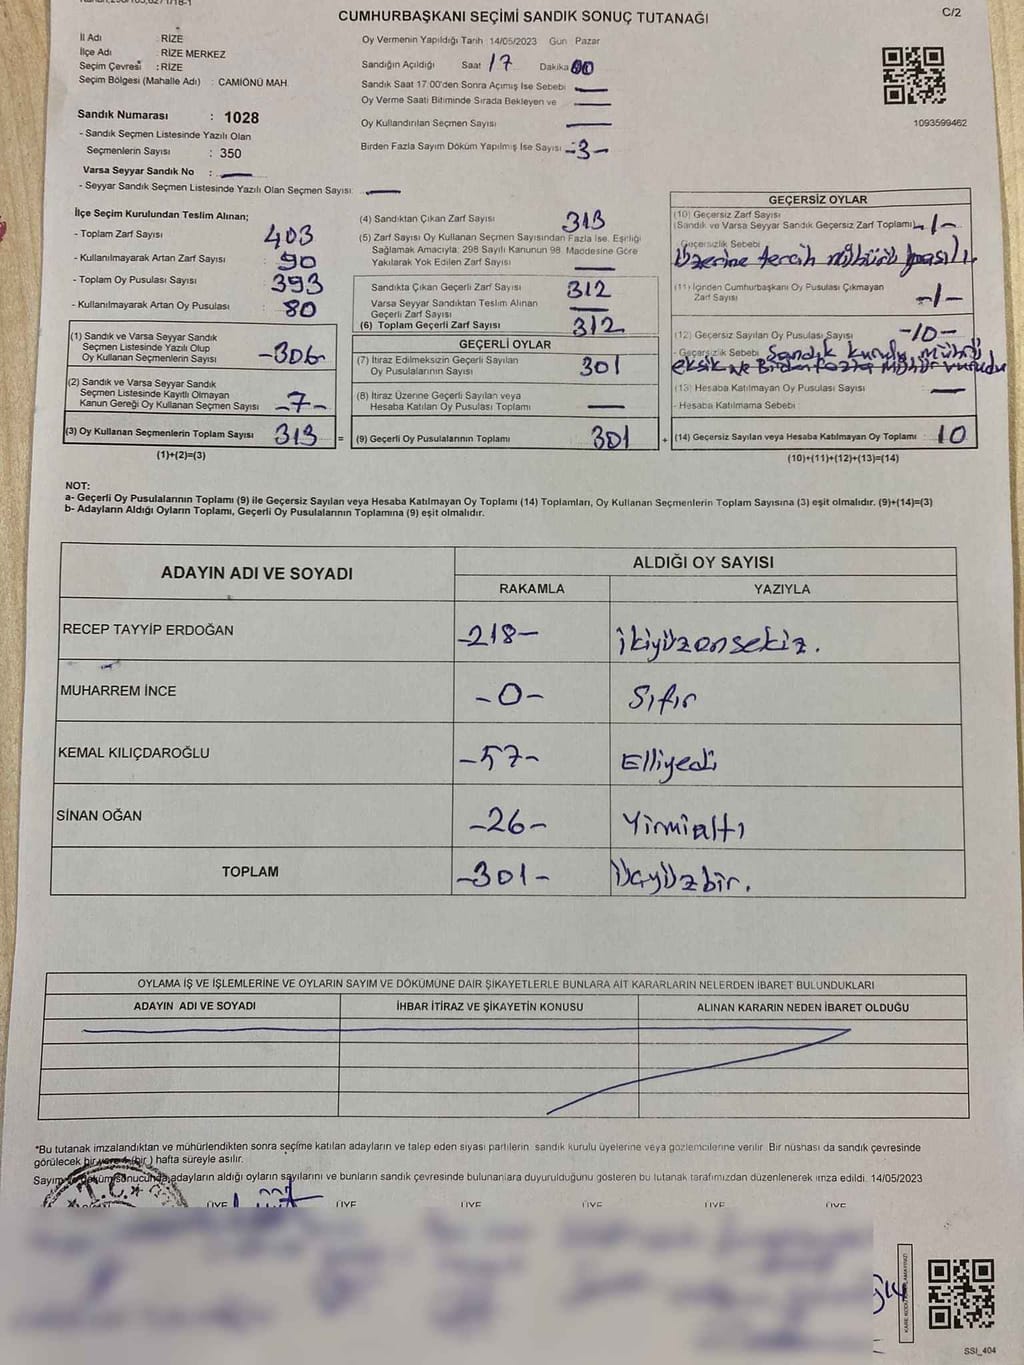 C/2
CUMHURBAŞKANI SEÇİMİ SANDIK SONUÇ TUTANAĞI
İl Adı : RİZE
İlçe Adı : RİZE MERKEZ
Seçim Çevresi : RİZE
Seçim Bölgesi (Mahalle Adı) : CAMİÖNÜ MAH.
Sandık Numarası : 1028
- Sandık Seçmen Listesinde Yazılı Olan
Seçmenlerin Sayısı : 350
Varsa Seyyar Sandık No :
- Seyyar Sandık Seçmen Listesinde Yazılı Olan Seçmen Sayısı:
Oy Vermenin Yapıldığı Tarih 14/05/2023 Gün Pazar
Sandığın Açıldığı Saat 17 Dakika 00
Sandık Saat 17:00'den Sonra Açımış İse Sebebi
Oy Verme Saati Bitiminde Sırada Bekleyen ve
Oy Kullandırılan Seçmen Sayısı
Birden Fazla Sayım Döküm Yapılmış İse Sayısı -3-
1093599462
İlçe Seçim Kurulundan Teslim Alınan;
- Toplam Zarf Sayısı 403
- Kullanılmayarak Artan Zarf Sayısı : 90
- Toplam Oy Pusulası Sayısı : 393
- Kullanılmayarak Artan Oy Pusulası : 80
(1) Sandık ve Varsa Seyyar Sandık
Seçmen Listesinde Yazılı Olup
Oy Kullanan Seçmenlerin Sayısı -306-
(2) Sandık ve Varsa Seyyar Sandık
Seçmen Listesinde Kayıtlı Olmayan
Kanun Gereği Oy Kullanan Seçmen Sayısı -7-
(3) Oy Kullanan Seçmenlerin Toplam Sayısı 313 =
(1)+(2)=(3)
(4) Sandıktan Çıkan Zarf Sayısı 313
(5) Zarf Sayısı Oy Kullanan Seçmen Sayısından Fazla İse, Eşitliği
Sağlamak Amacıyla; 298 Sayılı Kanunun 98. Maddesine Göre
Yakılarak Yok Edilen Zarf Sayısı
Sandıkta Çıkan Geçerli Zarf Sayısı 312
Varsa Seyyar Sandıktan Teslim Alınan
Geçerli Zarf Sayısı
(6) Toplam Geçerli Zarf Sayısı 312
GEÇERLİ OYLAR
(7) İtiraz Edilmeksizin Geçerli Sayılan
Oy Pusulalarının Sayısı 301
(8) İtiraz Üzerine Geçerli Sayılan veya
Hesaba Katılan Oy Pusulası Toplamı
(9) Geçerli Oy Pusulalarının Toplamı 301 +
GEÇERSİZ OYLAR
(10) Geçersiz Zarf Sayısı
(Sandık ve Varsa Seyyar Sandık Geçersiz Zarf Toplamı) -1-
- Geçersizlik Sebebi
üzerine tercih mührü basılı
(11) İçinden Cumhurbaşkanı Oy Pusulası Çıkmayan
Zarf Sayısı -1-
(12) Geçersiz Sayılan Oy Pusulası Sayısı -10-
- Geçersizlik Sebebi Sandık kurulu mührü
eksik ve Birden fazla mühür vuruldu
(13) Hesaba Katılmayan Oy Pusulası Sayısı
- Hesaba Katılmama Sebebi :
(14) Geçersiz Sayılan veya Hesaba Katılmayan Oy Toplamı : 10
(10)+(11)+(12)+(13)=(14)
NOT:
a- Geçerli Oy Pusulalarının Toplamı (9) ile Geçersiz Sayılan veya Hesaba Katılmayan Oy Toplamı (14) Toplamları, Oy Kullanan Seçmenlerin Toplam Sayısına (3) eşit olmalıdır. (9)+(14)=(3)
b- Adayların Aldığı Oyların Toplamı, Geçerli Oy Pusulalarının Toplamına (9) eşit olmalıdır.
ADAYIN ADI VE SOYADI
ALDIĞI OY SAYISI
RAKAMLA YAZIYLA
RECEP TAYYİP ERDOĞAN -218- ikiyüzonsekiz.
MUHARREM İNCE -0- Sıfır
KEMAL KILIÇDAROĞLU -57- Elliyedi
SİNAN OĞAN -26- Yirmialtı
TOPLAM -301- üçyüzbir.
OYLAMA İŞ VE İŞLEMLERİNE VE OYLARIN SAYIM VE DÖKÜMÜNE DAİR ŞİKAYETLERLE BUNLARA AİT KARARLARIN NELERDEN İBARET BULUNDUKLARI
ADAYIN ADI VE SOYADI İHBAR İTİRAZ VE ŞİKAYETİN KONUSU ALINAN KARARIN NEDEN İBARET OLDUĞU
*Bu tutanak imzalandıktan ve mühürlendikten sonra seçime katılan adayların ve talep eden siyasi partilerin sandık kurulu üyelerine veya gözlemcilerine verilir. Bir nüshası da sandık çevresinde
görülecek bir yere 1 (bir ) hafta süreyle asılır.
Sayım ve döküm sonucunda adayların aldığı oyların sayılarını ve bunların sandık çevresinde bulunanlara duyurulduğunu gösteren bu tutanak tarafımızdan düzenlenerek imza edildi. 14/05/2023
T.C.
ÜYE ÜYE ÜYE ÜYE ÜYE ÜYE
SSI_404